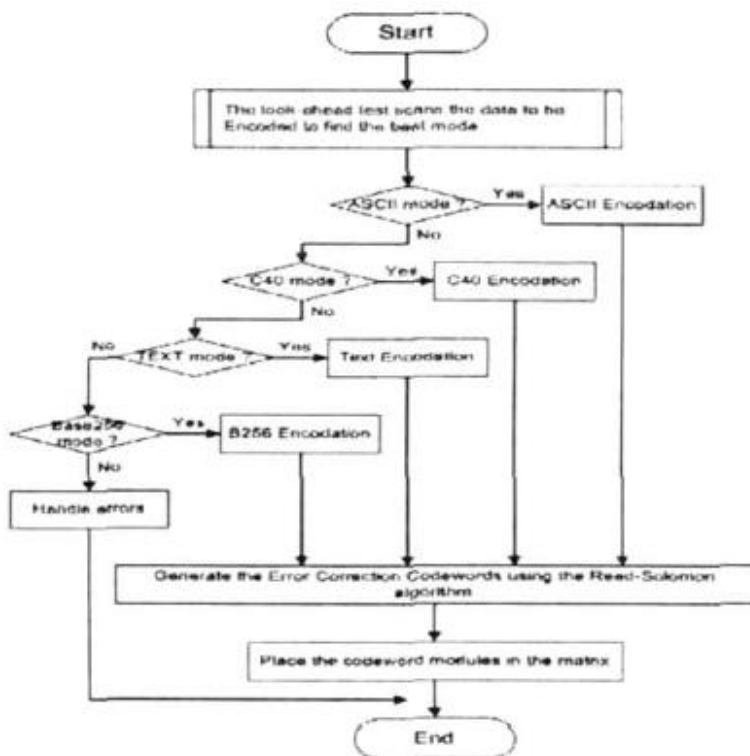 Start
The look-ahead test scans the data to be
Encoded to find the best mode
ASCII mode ?
Yes
ASCII Encodation
No
C40 mode ?
Yes
C40 Encodation
No
TEXT mode ?
Yes
Text Encodation
No
Base256
mode ?
Yes
B256 Encodation
No
Handle errors
Generate the Error Correction Codewords using the Reed-Solomon
algorithm
Place the codeword modules in the matrix
End